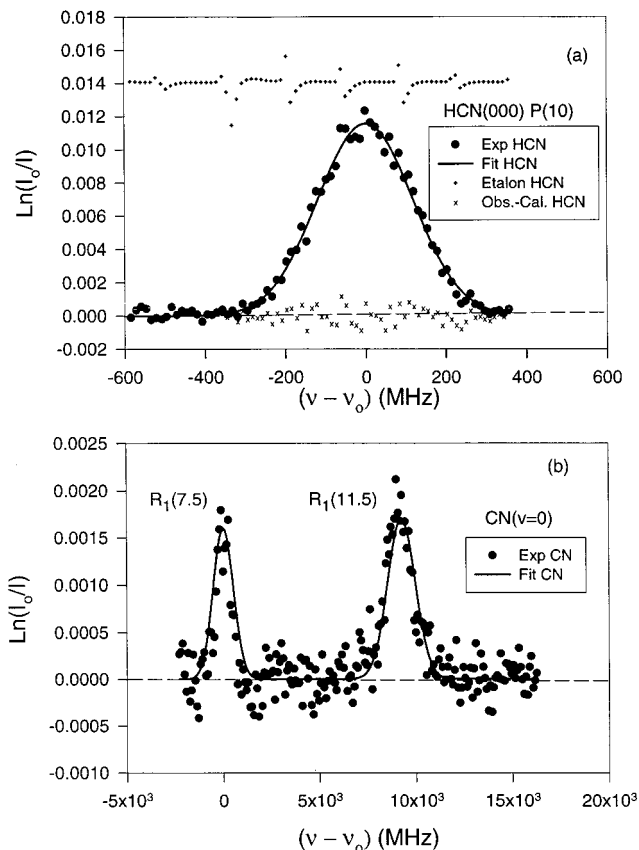 0.018
0.016
(a)
0.014
0.012
HCN(000) P(10)
0.010
Exp HCN
Fit HCN
Etalon HCN
Obs.-Cal. HCN
0.008
0.006
0.004
0.002
0.000
-0.002
Ln(Iₒ/I)
-600 -400 -200 0 200 400 600
(ν − νₒ) (MHz)
0.0025
(b)
0.0020
R₁(7.5) R₁(11.5)
CN(v=0)
0.0015
Exp CN
Fit CN
0.0010
0.0005
0.0000
-0.0005
-0.0010
Ln(Iₒ/I)
-5x10³ 0 5x10³ 10x10³ 15x10³ 20x10³
(ν − νₒ) (MHz)